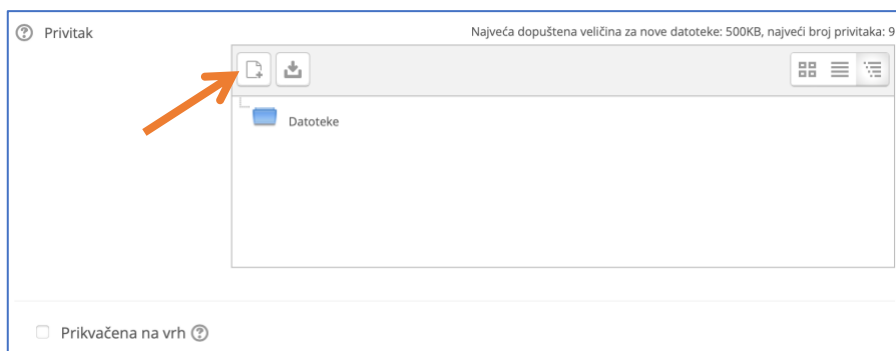 Privitak
Najveća dopuštena veličina za nove datoteke: 500KB, najveći broj privitaka: 9
Datoteke
Prikvačena na vrh